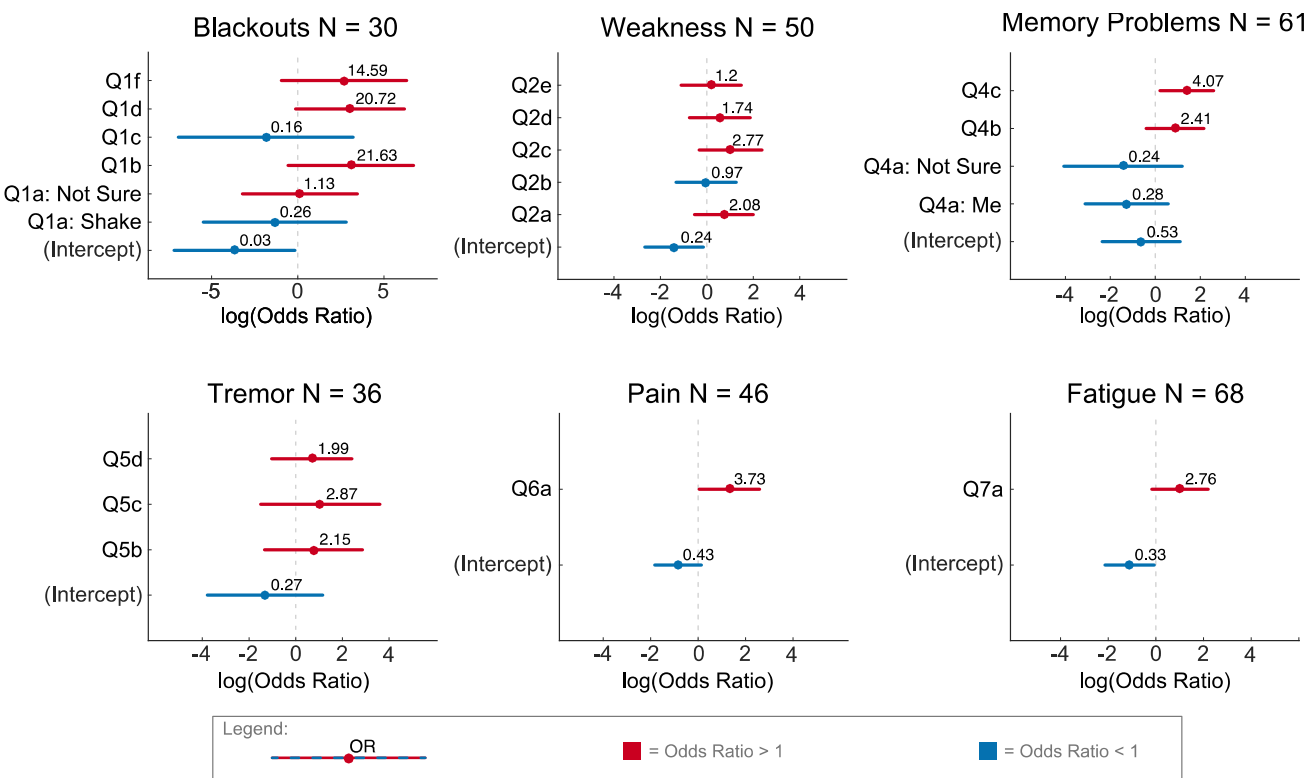 Blackouts N = 30
Q1f
14.59
Q1d
20.72
Q1c
0.16
Q1b
21.63
Q1a: Not Sure
1.13
Q1a: Shake
0.26
(Intercept)
0.03
-5 0 5
log(Odds Ratio)
Weakness N = 50
Q2e
1.2
Q2d
1.74
Q2c
2.77
Q2b
0.97
Q2a
2.08
(Intercept)
0.24
-4 -2 0 2 4
log(Odds Ratio)
Memory Problems N = 61
Q4c
4.07
Q4b
2.41
Q4a: Not Sure
0.24
Q4a: Me
0.28
(Intercept)
0.53
-4 -2 0 2 4
log(Odds Ratio)
Tremor N = 36
Q5d
1.99
Q5c
2.87
Q5b
2.15
(Intercept)
0.27
-4 -2 0 2 4
log(Odds Ratio)
Pain N = 46
Q6a
3.73
(Intercept)
0.43
-4 -2 0 2 4
log(Odds Ratio)
Fatigue N = 68
Q7a
2.76
(Intercept)
0.33
-4 -2 0 2 4
log(Odds Ratio)
Legend:
OR
= Odds Ratio > 1
= Odds Ratio < 1